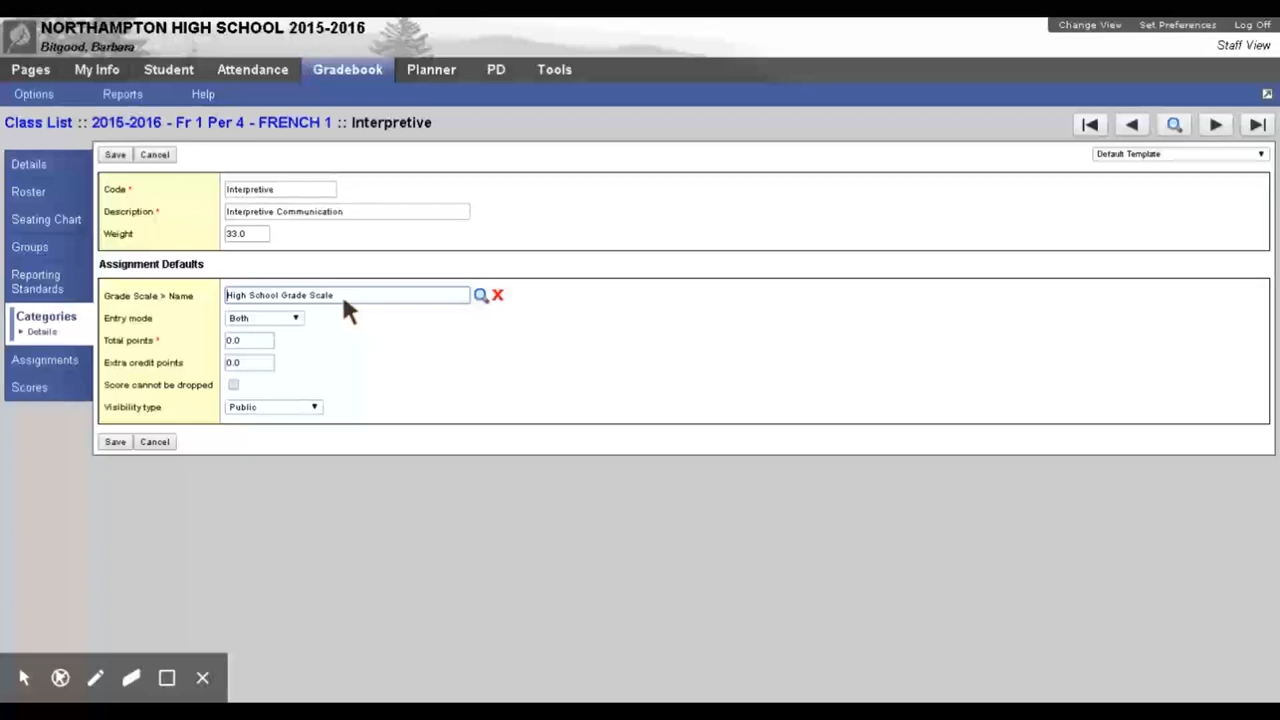 NORTHAMPTON HIGH SCHOOL 2015-2016
Bitgood, Barbara
Change View Set Preferences Log Off
Staff View
Pages My Info Student Attendance Gradebook Planner PD Tools
Options Reports Help
Class List :: 2015-2016 - Fr 1 Per 4 - FRENCH 1 :: Interpretive
Details
Roster
Seating Chart
Groups
Reporting
Standards
Categories
Details
Assignments
Scores
Save Cancel
Default Template
Code * Interpretive
Description * Interpretive Communication
Weight 33.0
Assignment Defaults
Grade Scale > Name High School Grade Scale
Entry mode Both
Total points * 0.0
Extra credit points 0.0
Score cannot be dropped
Visibility type Public
Save Cancel